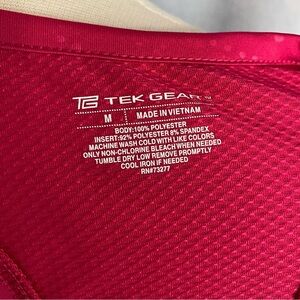 TEK GEAR
M | MADE IN VIETNAM
BODY:100% POLYESTER
INSERT:92% POLYESTER 8% SPANDEX
MACHINE WASH COLD WITH LIKE COLORS
ONLY NON-CHLORINE BLEACH WHEN NEEDED
TUMBLE DRY LOW REMOVE PROMPTLY
COOL IRON IF NEEDED
RN#73277